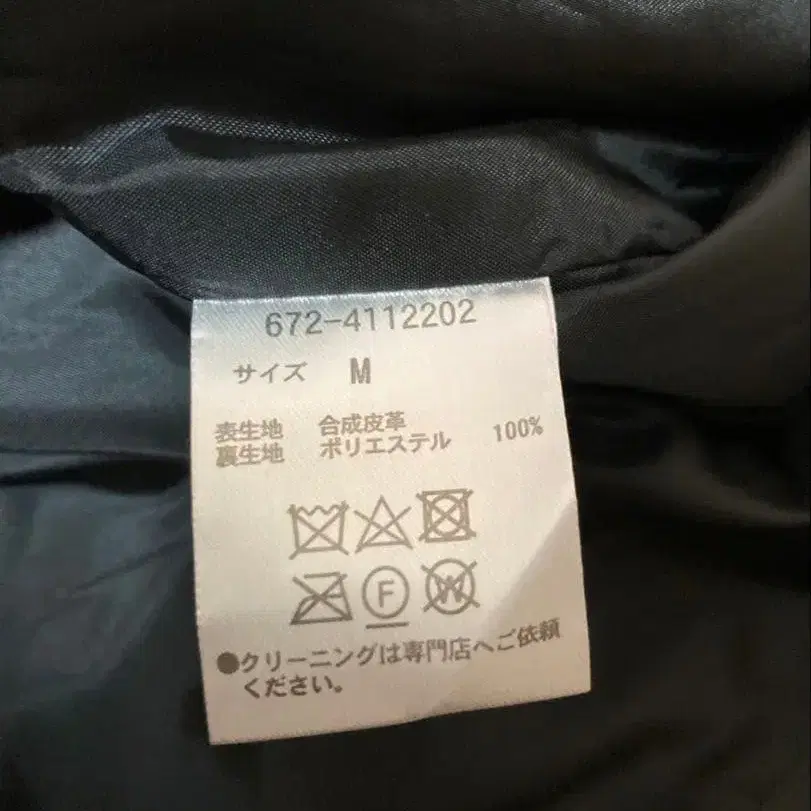 672-4112202
サイズ M
表生地 合成皮革
裏生地 ポリエステル 100%
F W
●クリーニングは専門店へご依頼
ください。